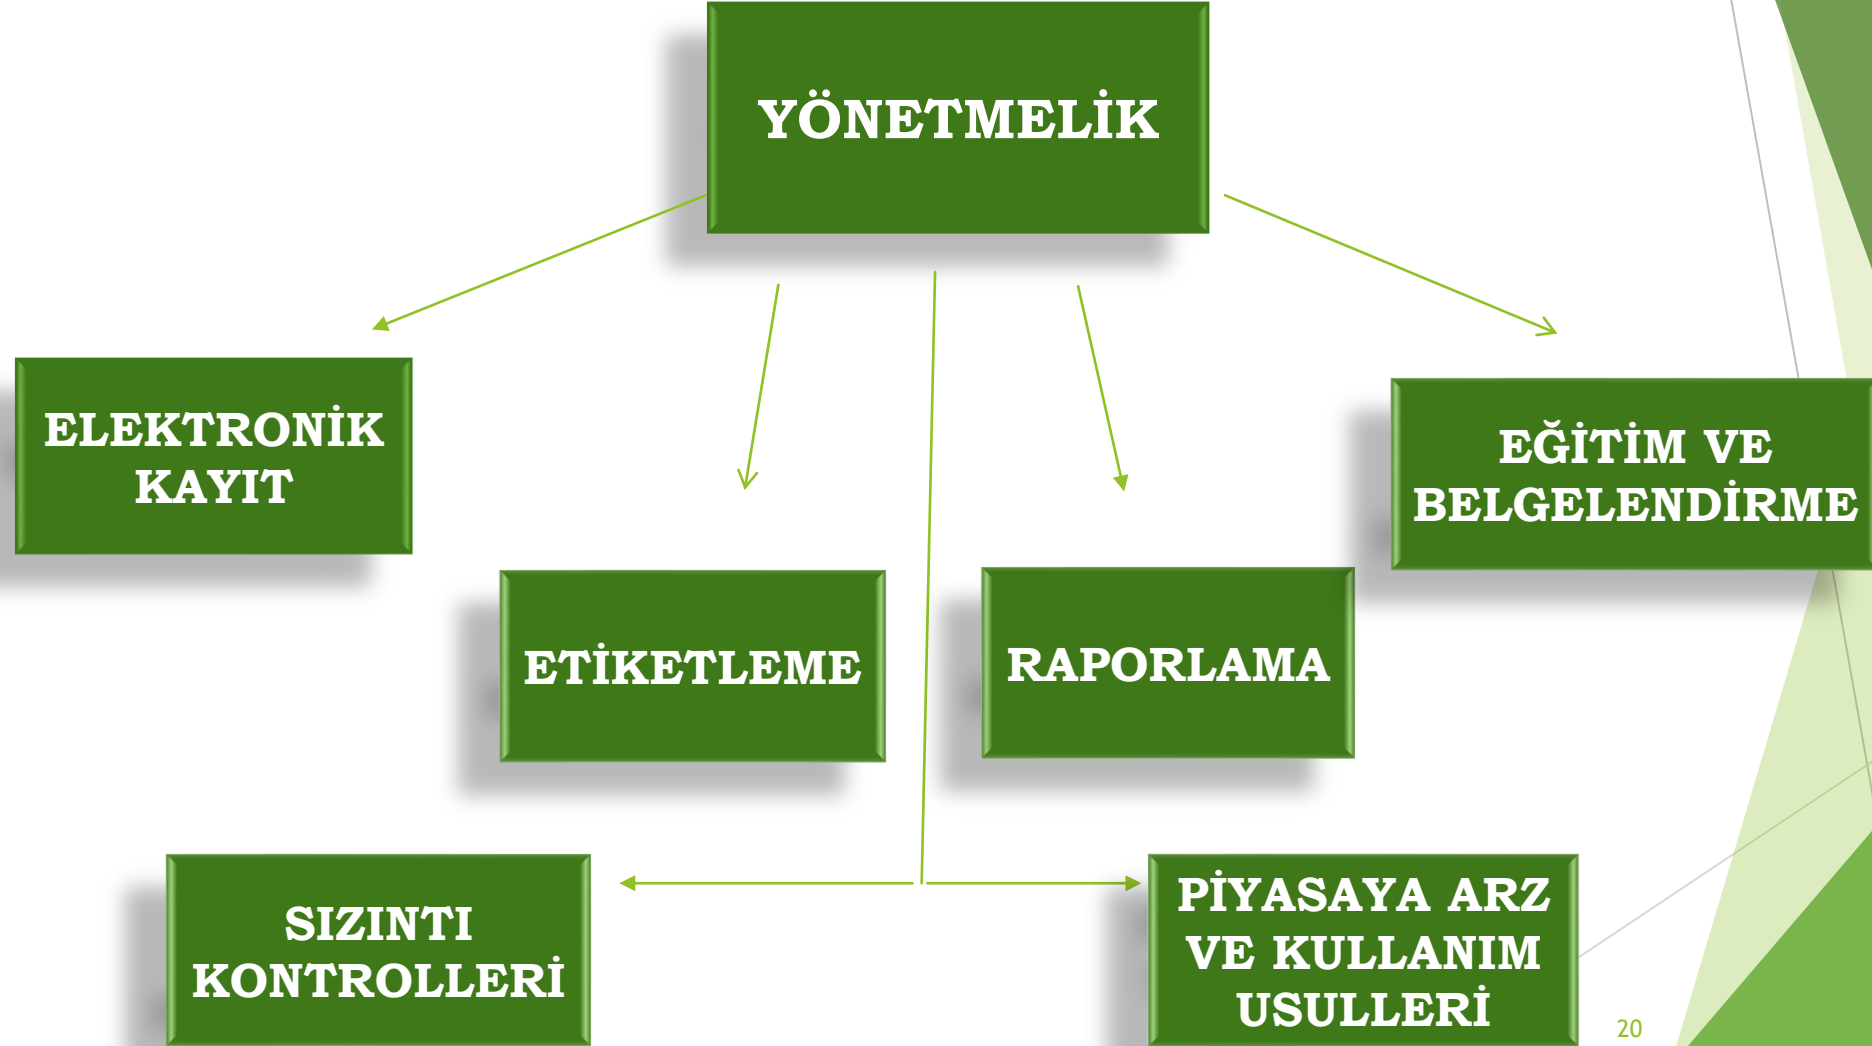 YÖNETMELİK
ELEKTRONİK
KAYIT
EĞİTİM VE
BELGELENDİRME
ETİKETLEME
RAPORLAMA
SIZINTI
KONTROLLERİ
PİYASAYA ARZ
VE KULLANIM
USULLERİ
20